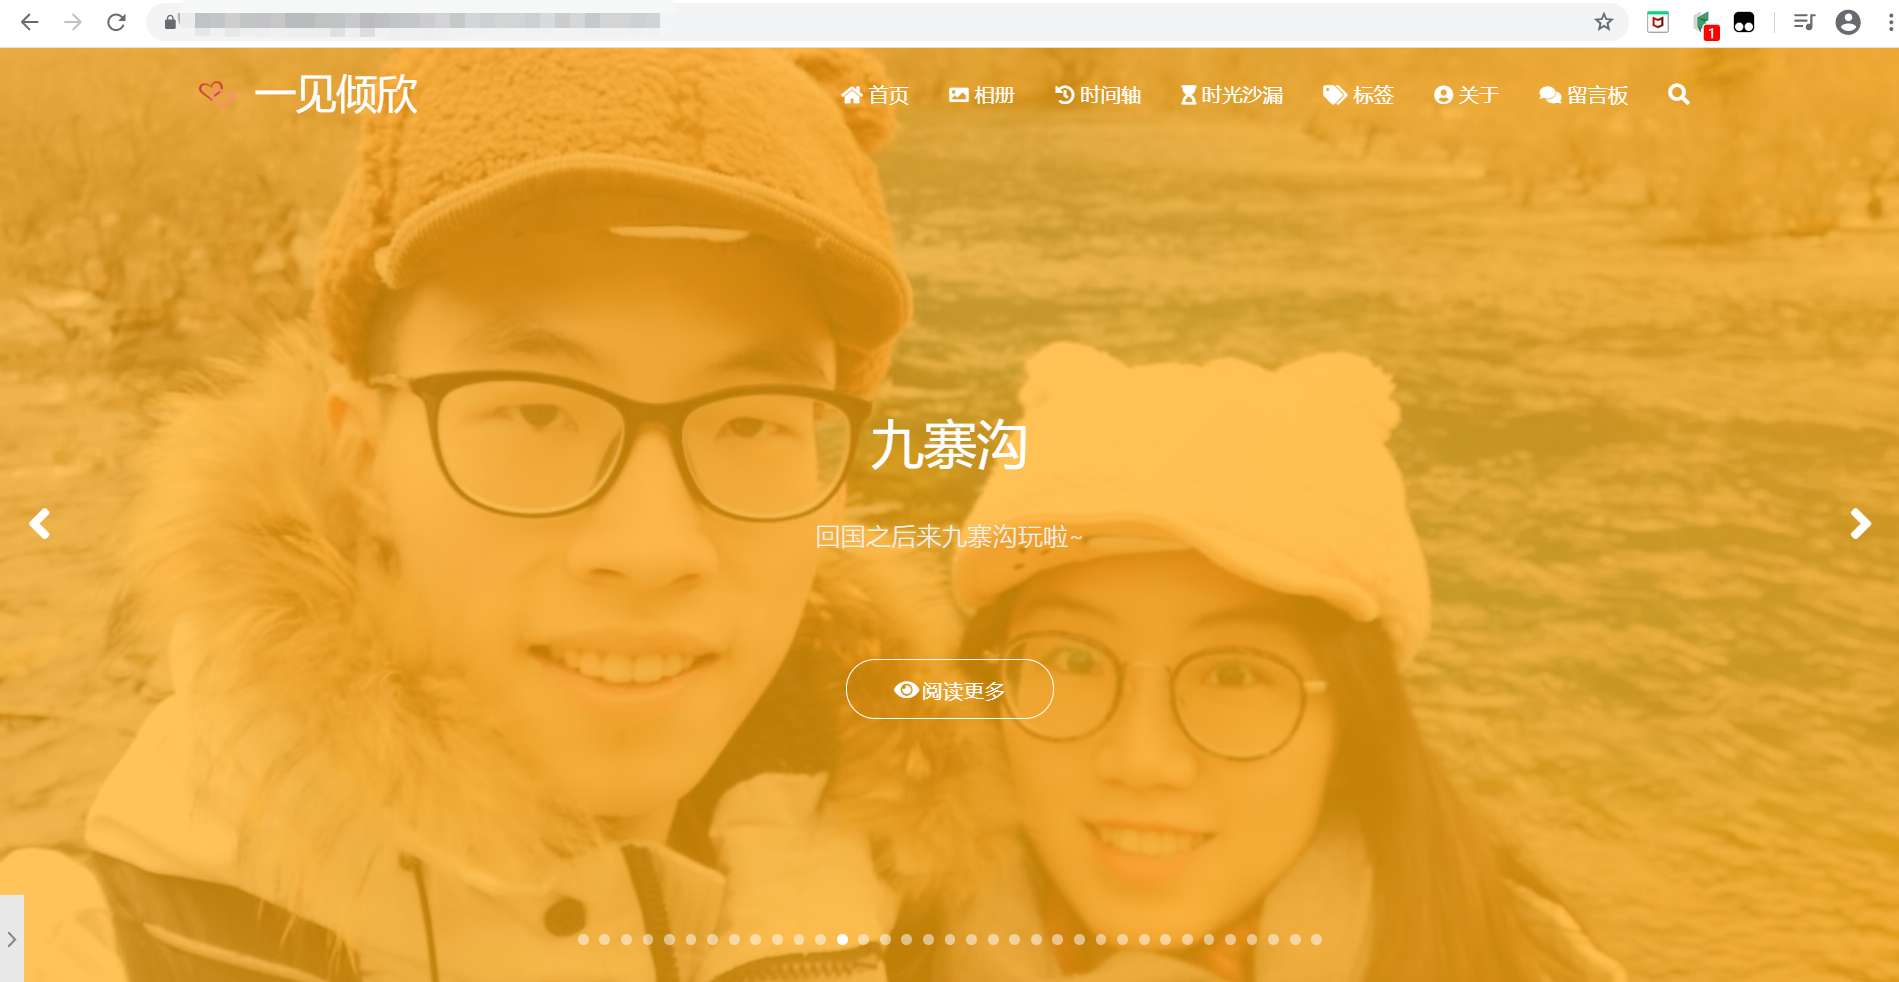 1
一见倾欣
首页 相册 时间轴 时光沙漏 标签 关于 留言板
九寨沟
回国之后来九寨沟玩啦~
阅读更多